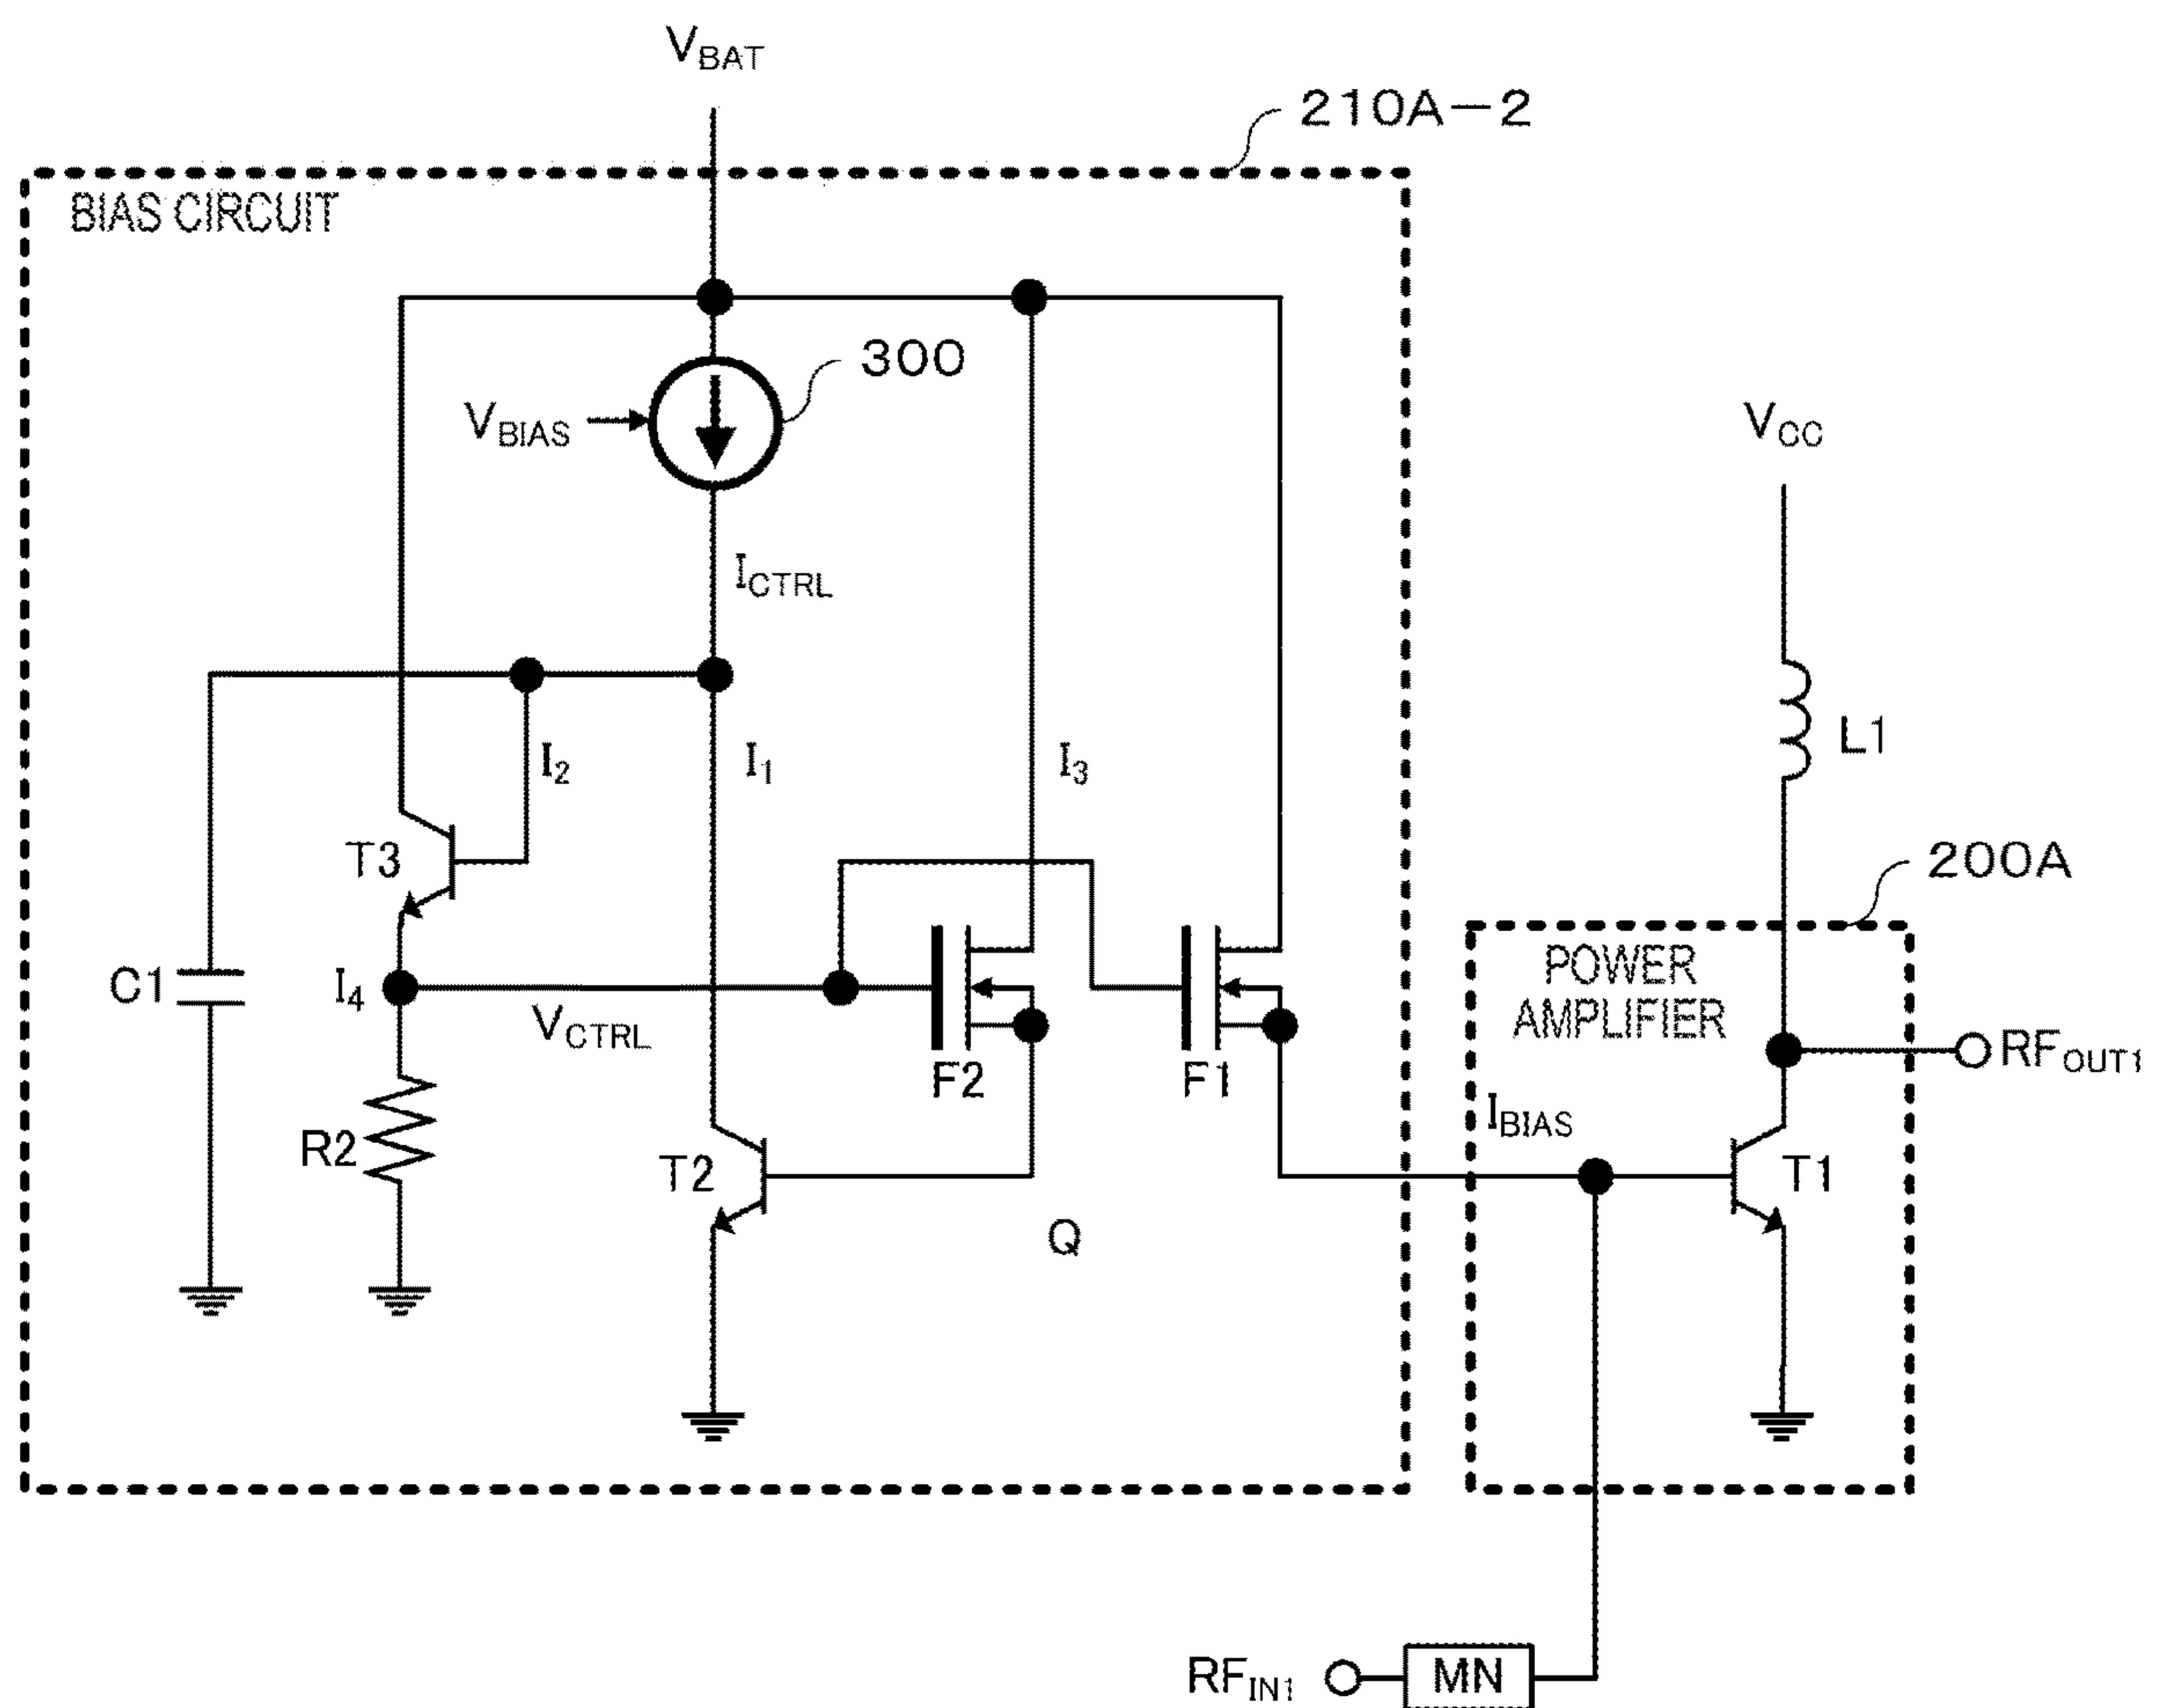 VBAT
210A-2
BIAS CIRCUIT
300
VBIAS
VCC
ICTRL
I2
I1
I3
L1
T3
200A
POWER
AMPLIFIER
C1
I4
VCTRL
F2
F1
RFOUT1
IBIAS
R2
T2
T1
Q
RFIN1
MN